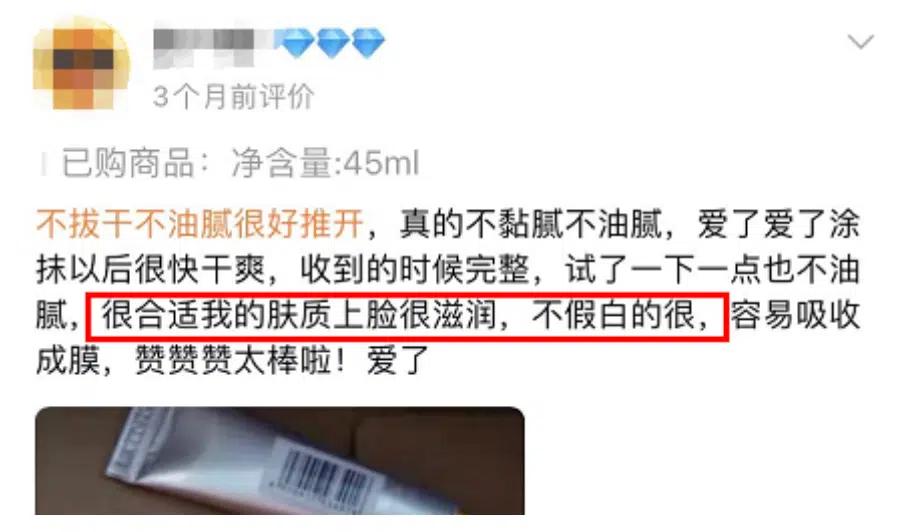 3个月前评价
已购商品：净含量:45ml
不拔干不油腻很好推开，真的不黏腻不油腻，爱了爱了涂
抹以后很快干爽，收到的时候完整，试了一下一点也不油
腻，很合适我的肤质上脸很滋润，不假白的很，容易吸收
成膜，赞赞赞太棒啦！爱了